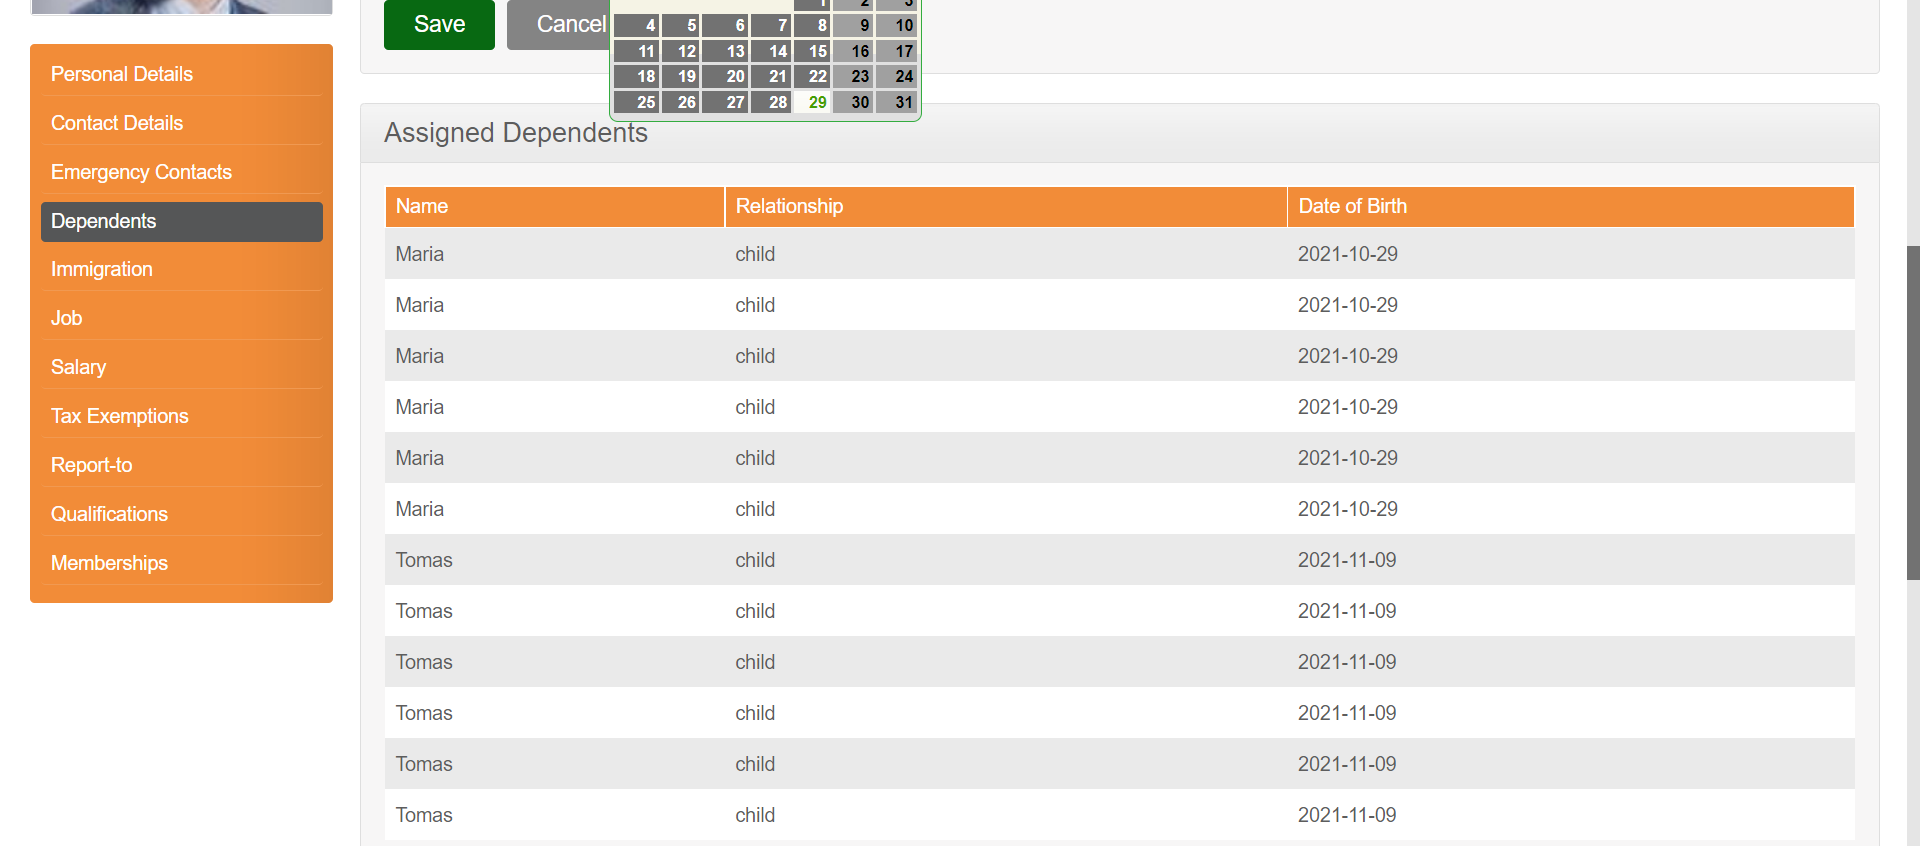 Save Cancel
1 2 3
4 5 6 7 8 9 10
11 12 13 14 15 16 17
18 19 20 21 22 23 24
25 26 27 28 29 30 31
Personal Details
Contact Details
Emergency Contacts
Dependents
Immigration
Job
Salary
Tax Exemptions
Report-to
Qualifications
Memberships
Assigned Dependents
Name Relationship Date of Birth
Maria child 2021-10-29
Maria child 2021-10-29
Maria child 2021-10-29
Maria child 2021-10-29
Maria child 2021-10-29
Maria child 2021-10-29
Tomas child 2021-11-09
Tomas child 2021-11-09
Tomas child 2021-11-09
Tomas child 2021-11-09
Tomas child 2021-11-09
Tomas child 2021-11-09